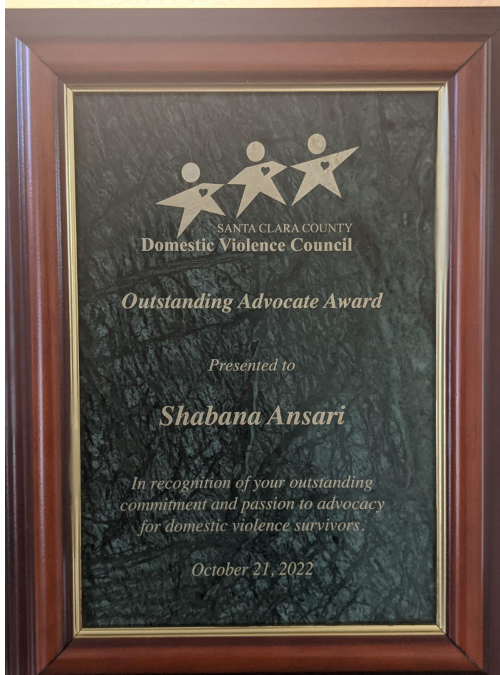 SANTA CLARA COUNTY
Domestic Violence Council
Outstanding Advocate Award
Presented to
Shabana Ansari
In recognition of your outstanding
commitment and passion to advocacy
for domestic violence survivors.
October 21, 2022